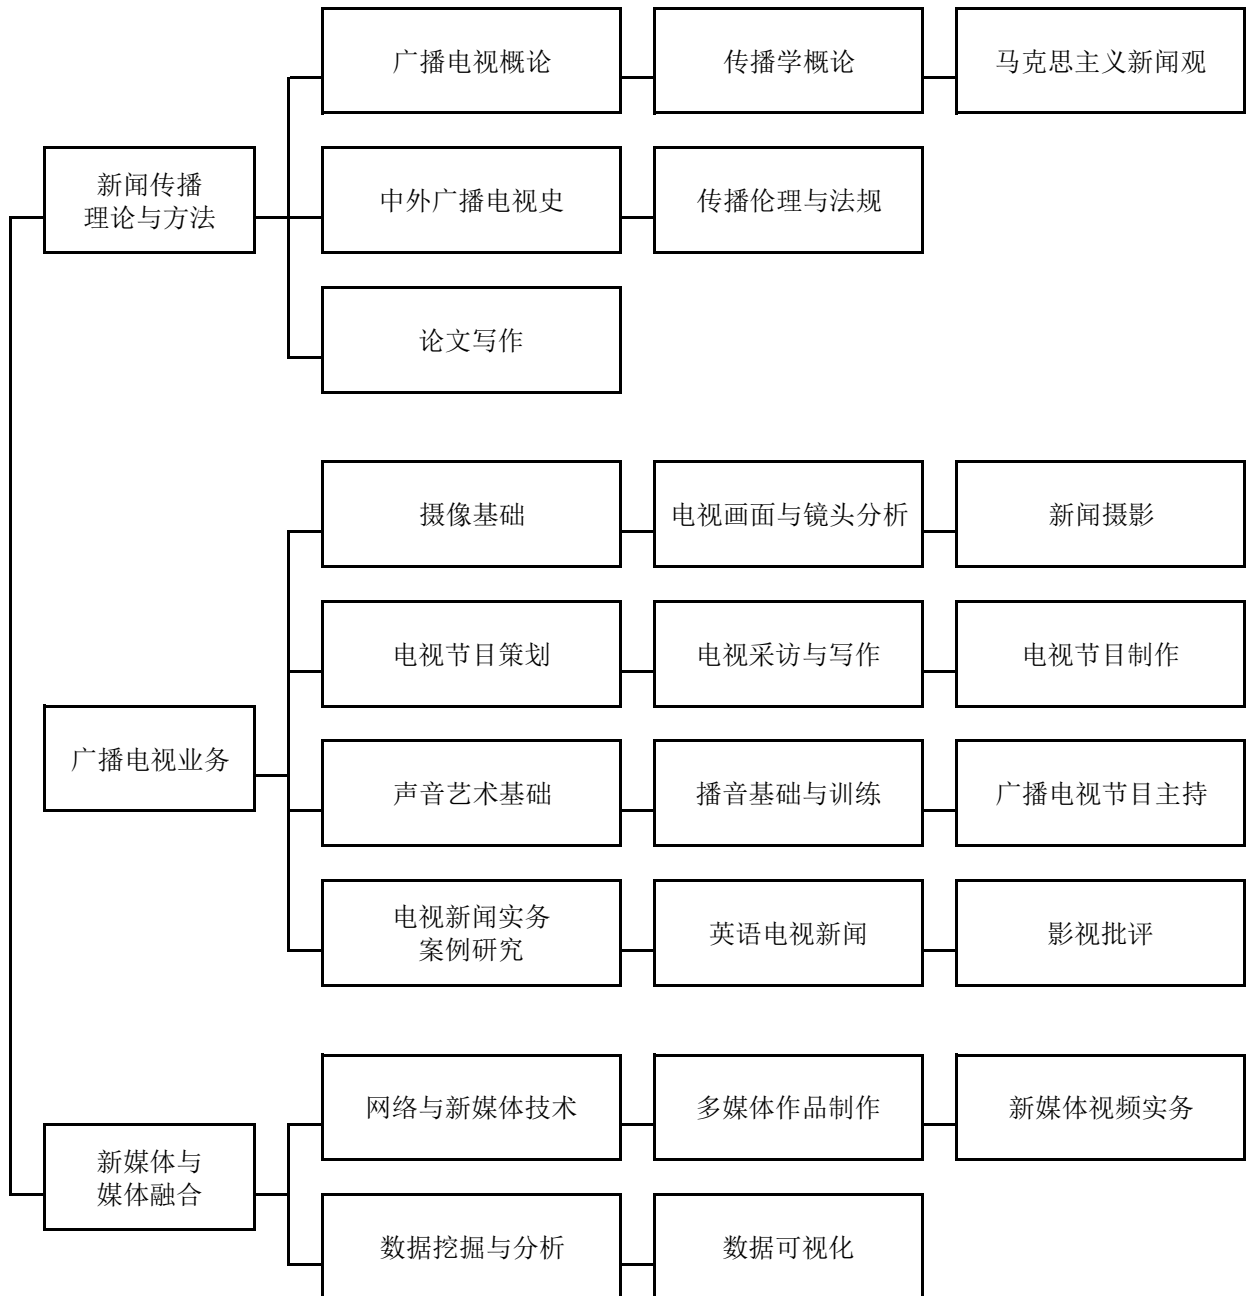 广播电视概论
传播学概论
马克思主义新闻观
新闻传播
理论与方法
中外广播电视史
传播伦理与法规
论文写作
摄像基础
电视画面与镜头分析
新闻摄影
电视节目策划
电视采访与写作
电视节目制作
广播电视业务
声音艺术基础
播音基础与训练
广播电视节目主持
电视新闻实务
案例研究
英语电视新闻
影视批评
网络与新媒体技术
多媒体作品制作
新媒体视频实务
新媒体与
媒体融合
数据挖掘与分析
数据可视化